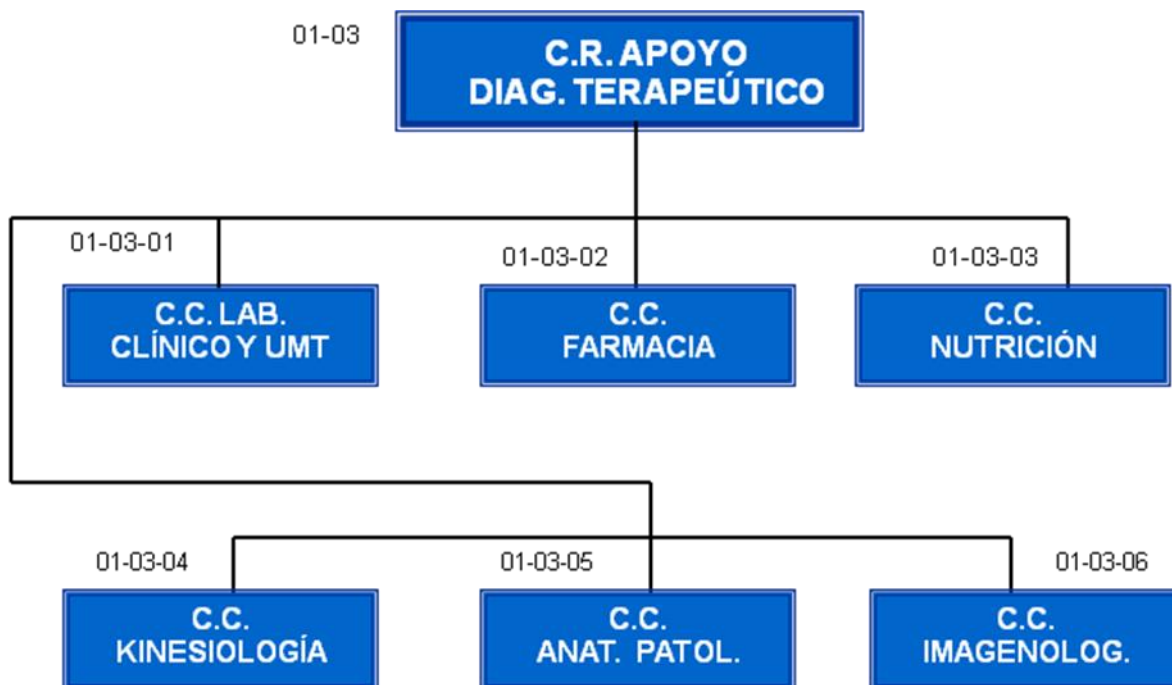 01-03
C.R. APOYO
DIAG. TERAPEÚTICO
01-03-01
C.C. LAB.
CLÍNICO Y UMT
01-03-02
C.C.
FARMACIA
01-03-03
C.C.
NUTRICIÓN
01-03-04
C.C.
KINESIOLOGÍA
01-03-05
C.C.
ANAT. PATOL.
01-03-06
C.C.
IMAGENOLOG.